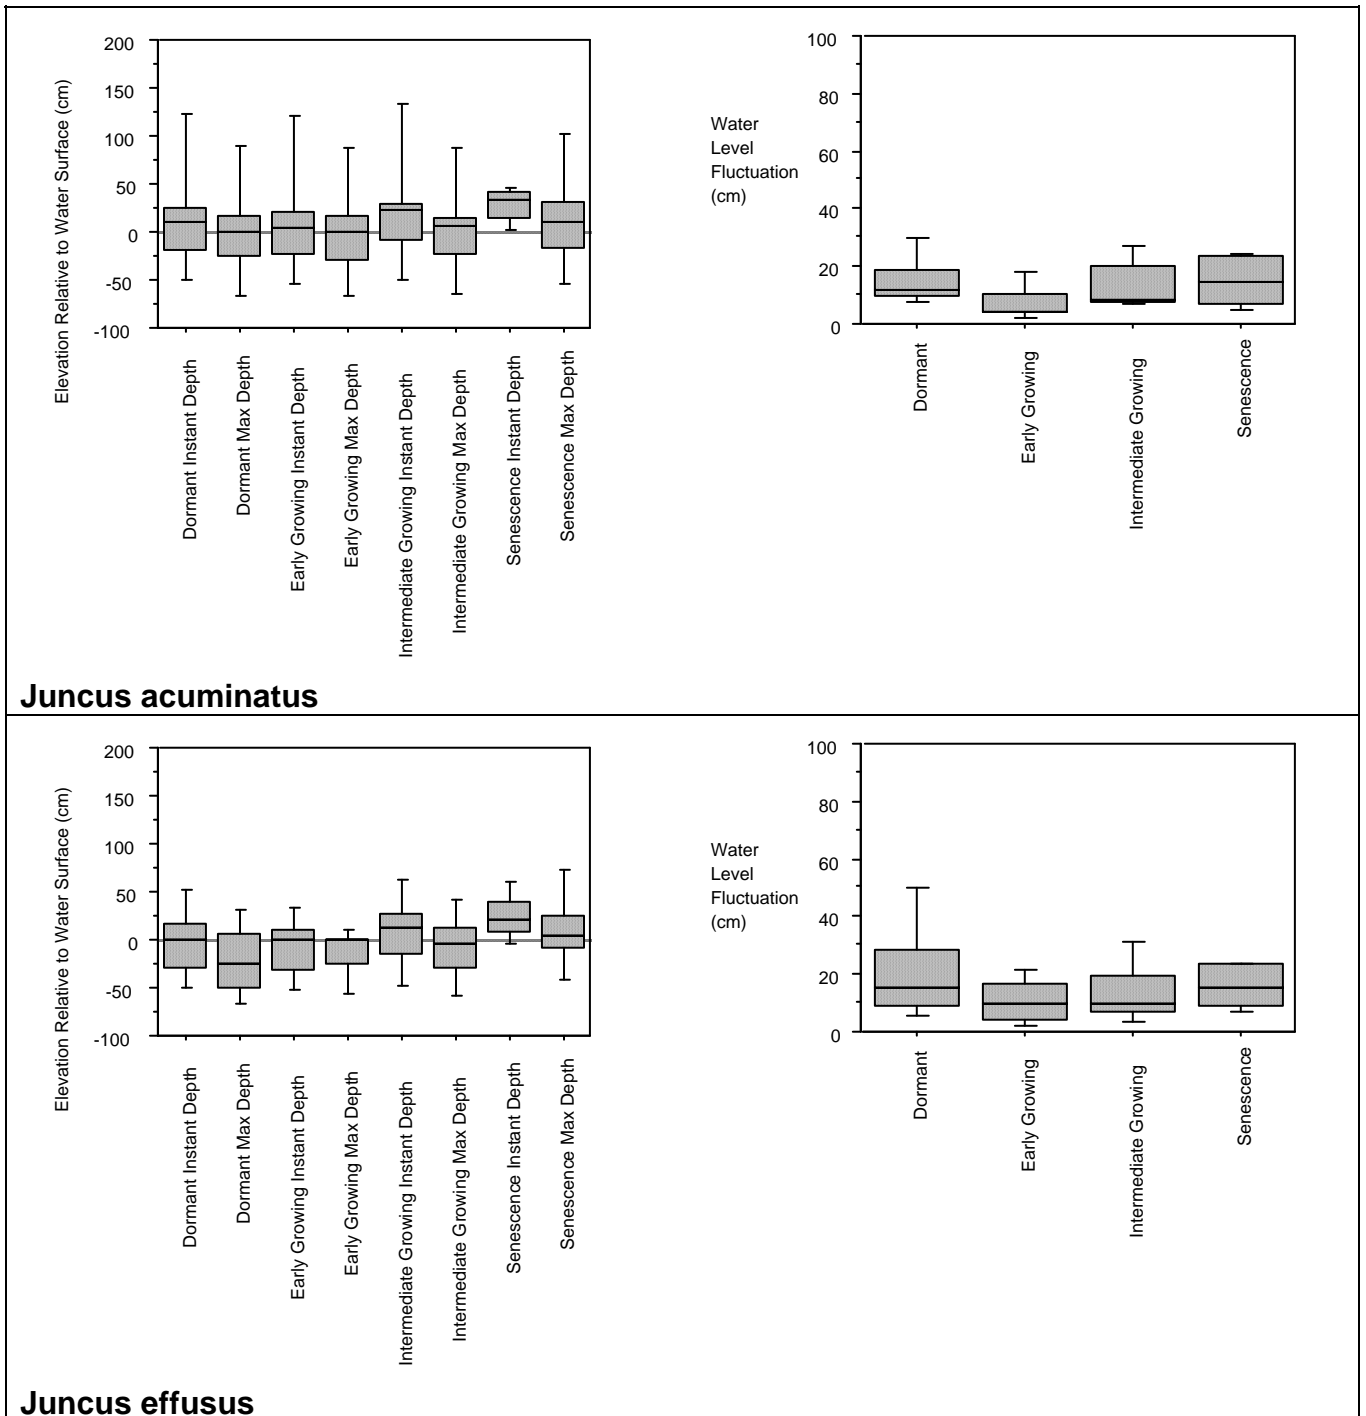 Elevation Relative to Water Surface (cm)
200
150
100
50
0
-50
-100
Dormant Instant Depth
Dormant Max Depth
Early Growing Instant Depth
Early Growing Max Depth
Intermediate Growing Instant Depth
Intermediate Growing Max Depth
Senescence Instant Depth
Senescence Max Depth
Water
Level
Fluctuation
(cm)
100
80
60
40
20
0
Dormant
Early Growing
Intermediate Growing
Senescence
Juncus acuminatus
Elevation Relative to Water Surface (cm)
200
150
100
50
0
-50
-100
Dormant Instant Depth
Dormant Max Depth
Early Growing Instant Depth
Early Growing Max Depth
Intermediate Growing Instant Depth
Intermediate Growing Max Depth
Senescence Instant Depth
Senescence Max Depth
Water
Level
Fluctuation
(cm)
100
80
60
40
20
0
Dormant
Early Growing
Intermediate Growing
Senescence
Juncus effusus